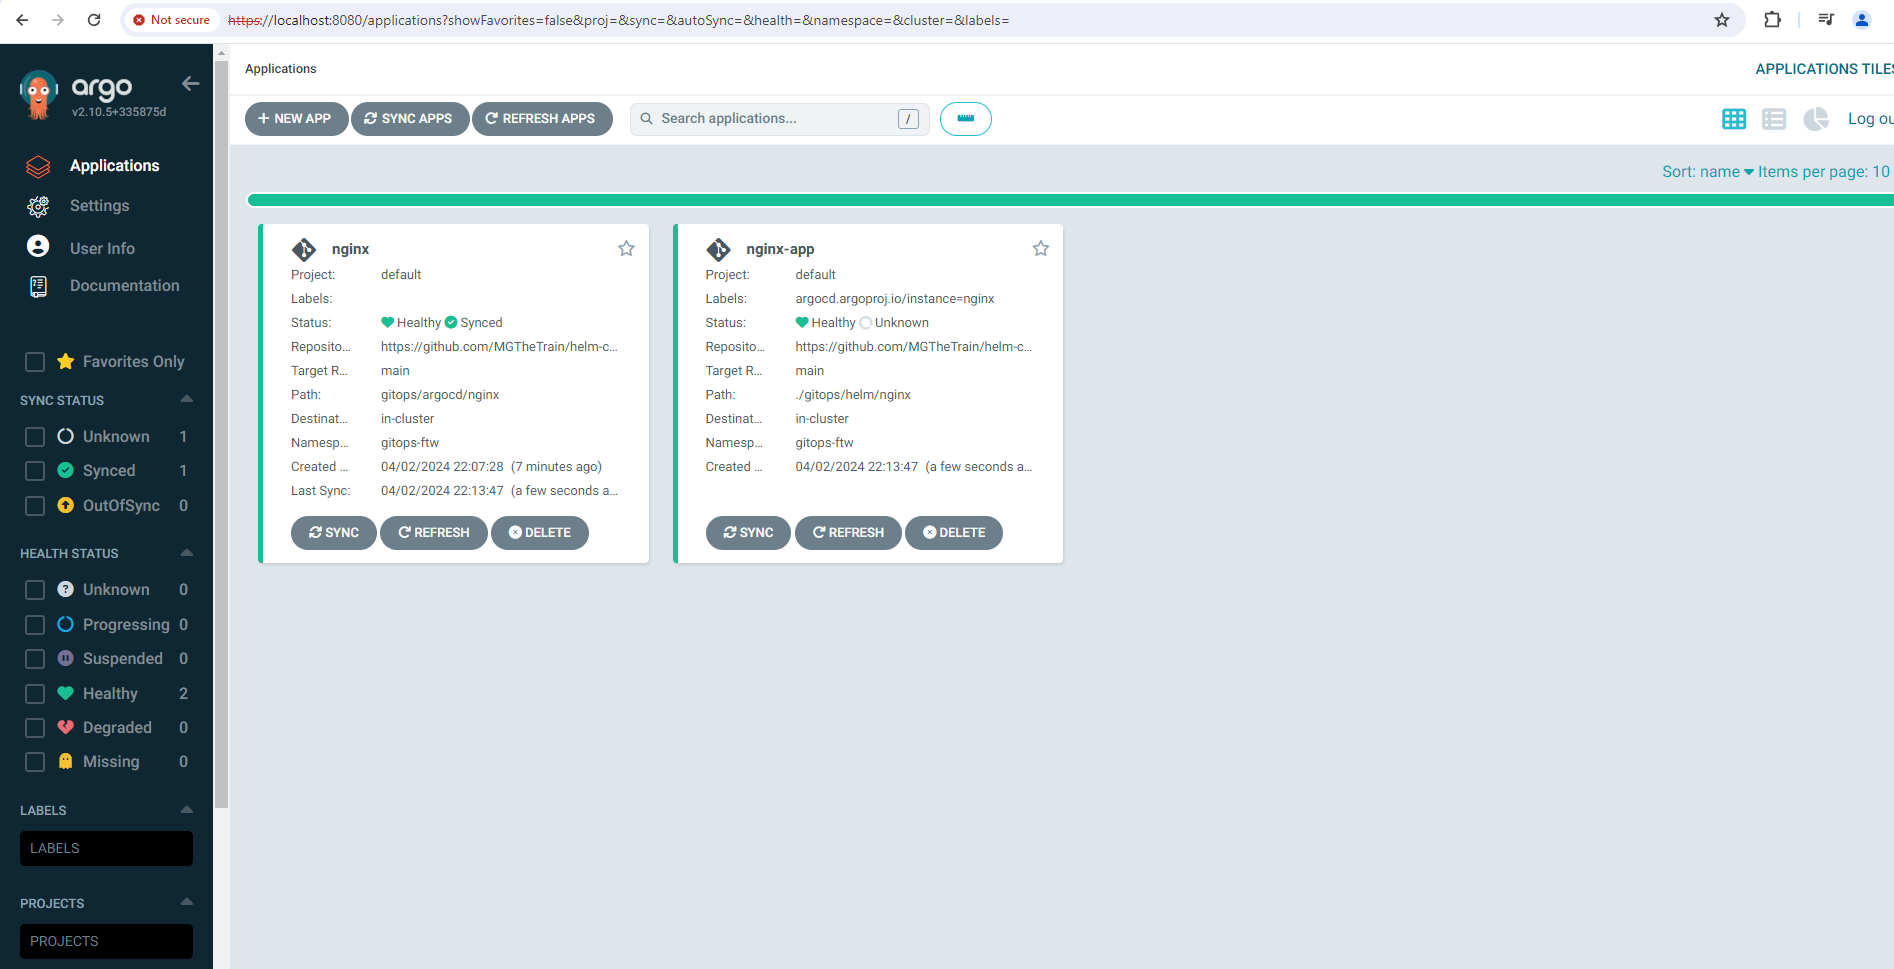 Not secure https://localhost:8080/applications?showFavorites=false&proj=&sync=&autoSync=&health=&namespace=&cluster=&labels=
argo
v2.10.5+335875d
Applications
Settings
User Info
Documentation
Favorites Only
SYNC STATUS
Unknown 1
Synced 1
OutOfSync 0
HEALTH STATUS
? Unknown 0
Progressing 0
Suspended 0
Healthy 2
Degraded 0
Missing 0
LABELS
LABELS
PROJECTS
PROJECTS
Applications
APPLICATIONS TILES
+ NEW APP SYNC APPS REFRESH APPS Search applications... / Log ou
Sort: name Items per page: 10
nginx
Project: default
Labels:
Status: Healthy Synced
Reposito... https://github.com/MGTheTrain/helm-c...
Target R... main
Path: gitops/argocd/nginx
Destinat... in-cluster
Namesp... gitops-ftw
Created ... 04/02/2024 22:07:28 (7 minutes ago)
Last Sync: 04/02/2024 22:13:47 (a few seconds a...
SYNC REFRESH DELETE
nginx-app
Project: default
Labels: argocd.argoproj.io/instance=nginx
Status: Healthy Unknown
Reposito... https://github.com/MGTheTrain/helm-c...
Target R... main
Path: ./gitops/helm/nginx
Destinat... in-cluster
Namesp... gitops-ftw
Created ... 04/02/2024 22:13:47 (a few seconds a...
SYNC REFRESH DELETE